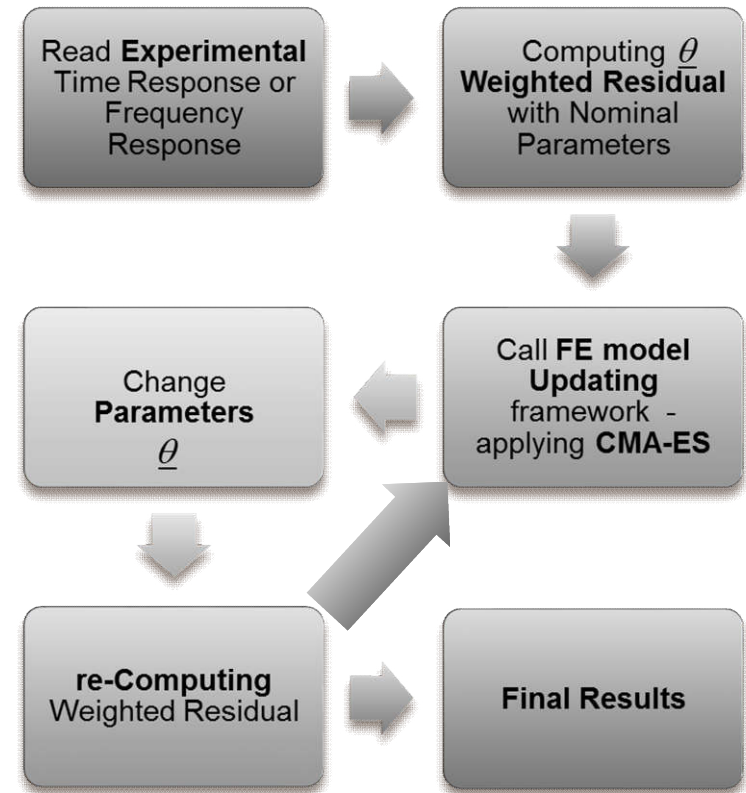 Read Experimental
Time Response or
Frequency
Response
Computing θ
Weighted Residual
with Nominal
Parameters
Call FE model
Updating
framework -
applying CMA-ES
Change
Parameters
θ
re-Computing
Weighted Residual
Final Results